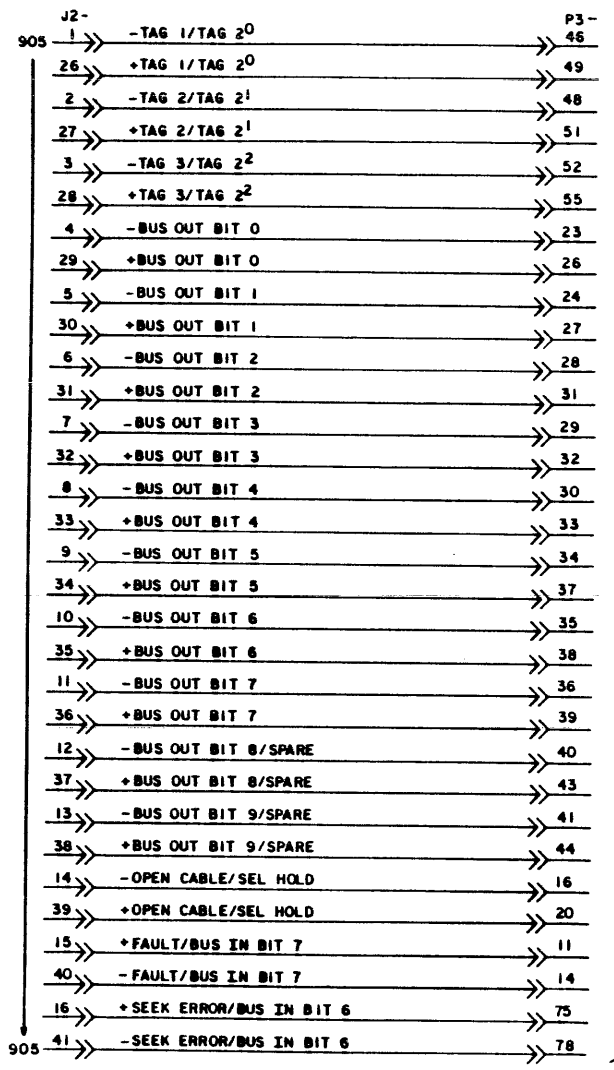 J2- P3-
905 1 -TAG 1/TAG 2⁰ 46
26 +TAG 1/TAG 2⁰ 49
2 -TAG 2/TAG 2¹ 48
27 +TAG 2/TAG 2¹ 51
3 -TAG 3/TAG 2² 52
28 +TAG 3/TAG 2² 55
4 -BUS OUT BIT 0 23
29 +BUS OUT BIT 0 26
5 -BUS OUT BIT 1 24
30 +BUS OUT BIT 1 27
6 -BUS OUT BIT 2 28
31 +BUS OUT BIT 2 31
7 -BUS OUT BIT 3 29
32 +BUS OUT BIT 3 32
8 -BUS OUT BIT 4 30
33 +BUS OUT BIT 4 33
9 -BUS OUT BIT 5 34
34 +BUS OUT BIT 5 37
10 -BUS OUT BIT 6 35
35 +BUS OUT BIT 6 38
11 -BUS OUT BIT 7 36
36 +BUS OUT BIT 7 39
12 -BUS OUT BIT 8/SPARE 40
37 +BUS OUT BIT 8/SPARE 43
13 -BUS OUT BIT 9/SPARE 41
38 +BUS OUT BIT 9/SPARE 44
14 -OPEN CABLE/SEL HOLD 16
39 +OPEN CABLE/SEL HOLD 20
15 +FAULT/BUS IN BIT 7 11
40 -FAULT/BUS IN BIT 7 14
16 +SEEK ERROR/BUS IN BIT 6 75
905 41 -SEEK ERROR/BUS IN BIT 6 78